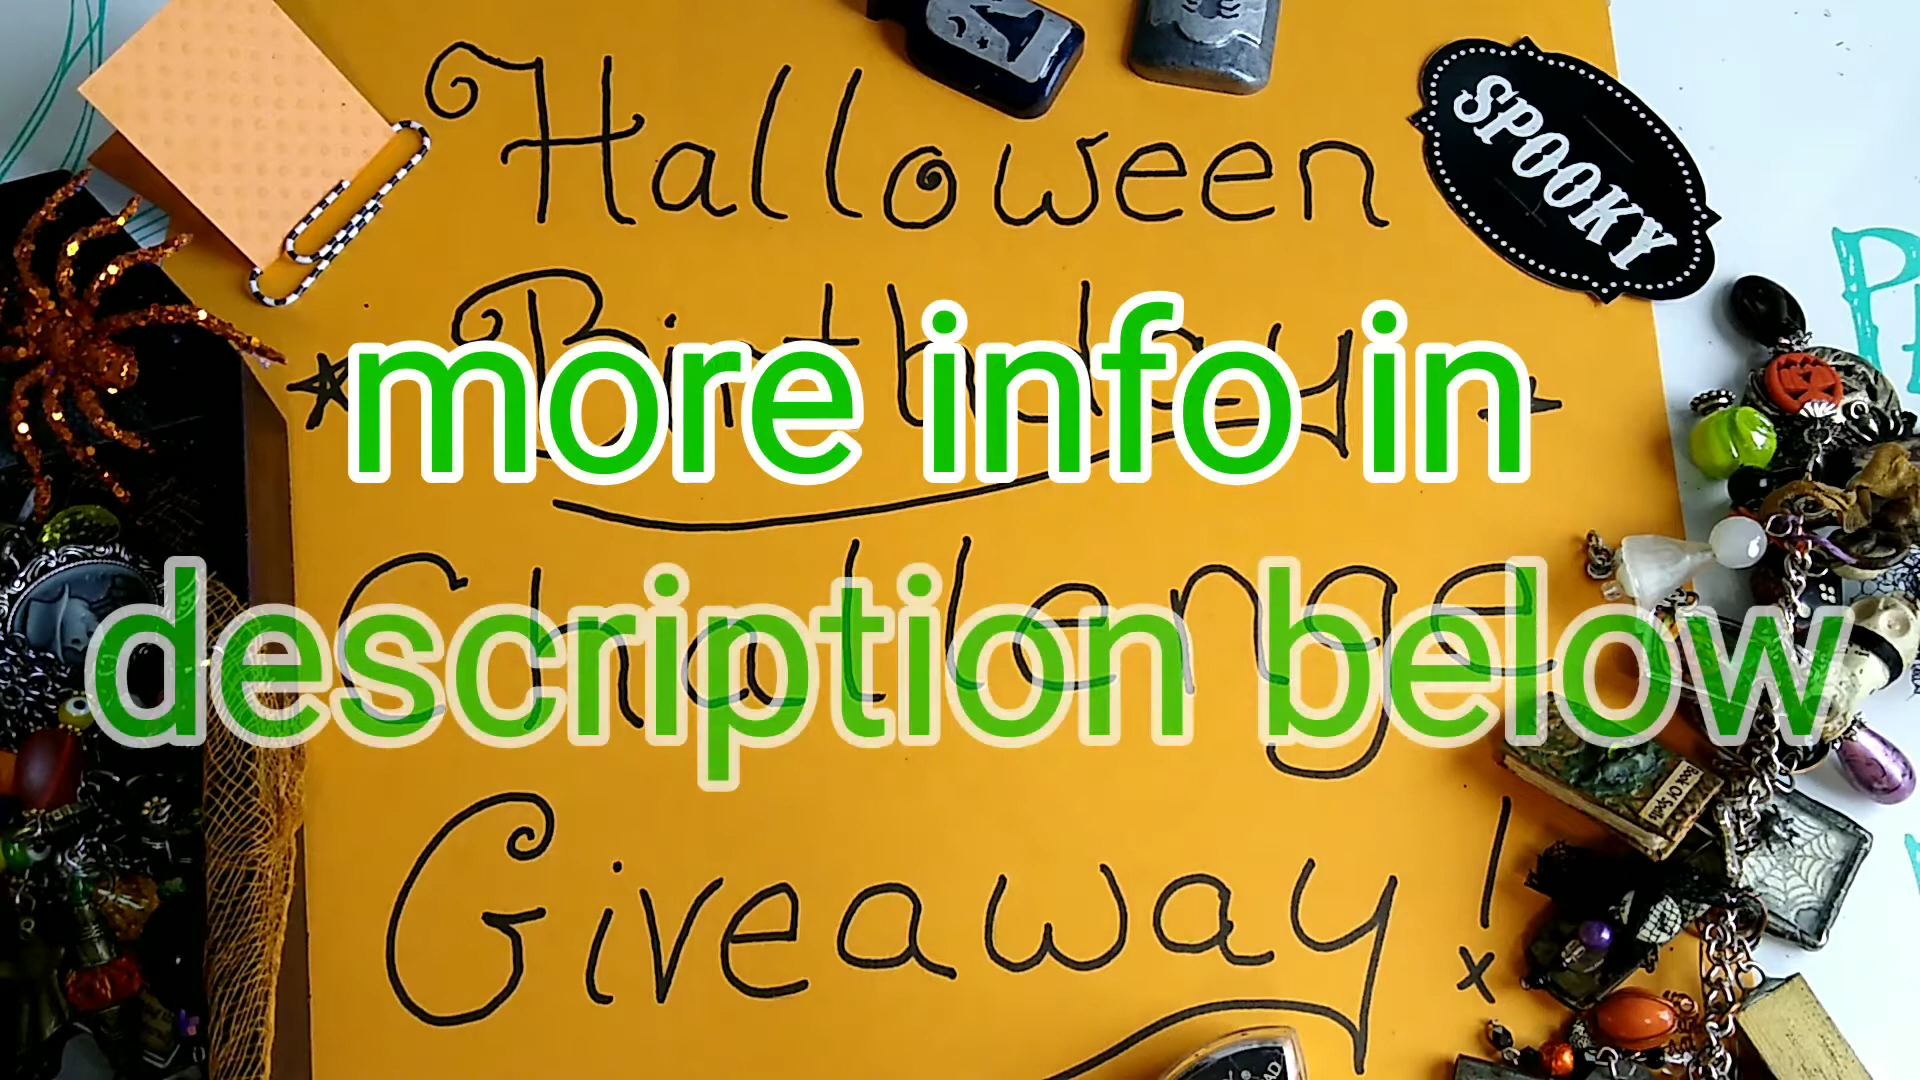 Halloween
SPOOKY
Birthday
more info in
Challenge
description below
Book Of Spells
Giveaway!
x